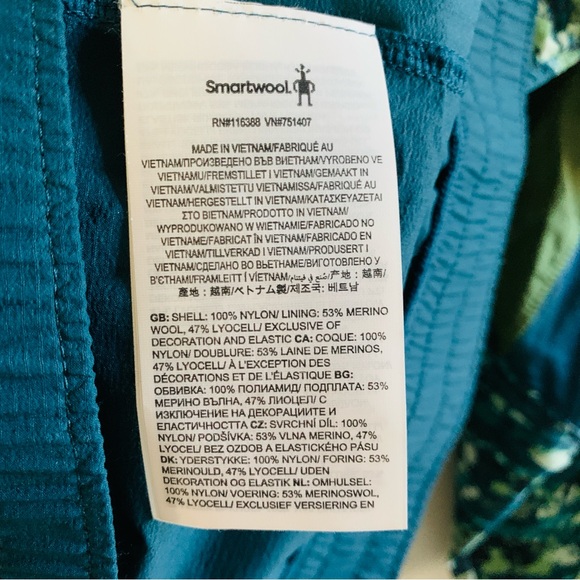 Smartwool
RN#116388 VN#751407
MADE IN VIETNAM/FABRIQUÉ AU
VIETNAM/ПРОИЗВЕДЕНО ВЪВ ВИЕТНАМ/VYROBENO VE
VIETNAMU/FREMSTILLET I VIETNAM/GEMAAKT IN
VIETNAM/VALMISTETTU VIETNAMISSA/FABRIQUÉ AU
VIETNAM/HERGESTELLT IN VIETNAM/ΚΑΤΑΣΚΕΥΑΖΕΤΑΙ
ΣΤΟ ΒΙΕΤΝΑΜ/PRODOTTO IN VIETNAM/
WYPRODUKOWANO W WIETNAMIE/FABRICADO NO
VIETNAME/FABRICAT ÎN VIETNAM/FABRICADO EN
VIETNAM/TILLVERKAD I VIETNAM/PRODUSERT I
VIETNAM/СДЕЛАНО ВО ВЬЕТНАМЕ/ВИГОТОВЛЕНО У
В'ЄТНАМІ/FRAMLEITT Í VÍETNAM/صنع في فيتنام/产地：越南/
產地：越南/ベトナム製/제조국: 베트남
GB: SHELL: 100% NYLON/ LINING: 53% MERINO
WOOL, 47% LYOCELL/ EXCLUSIVE OF
DECORATION AND ELASTIC CA: COQUE: 100%
NYLON/ DOUBLURE: 53% LAINE DE MERINOS,
47% LYOCELL/ À L'EXCEPTION DES
DÉCORATIONS ET DE L'ÉLASTIQUE BG:
ОБВИВКА: 100% ПОЛИАМИД/ ПОДПЛАТА: 53%
МЕРИНО ВЪЛНА, 47% ЛИОЦЕЛ/ С
ИЗКЛЮЧЕНИЕ НА ДЕКОРАЦИИТЕ И
ЕЛАСТИЧНОСТТА CZ: SVRCHNÍ DÍL: 100%
NYLON/ PODŠÍVKA: 53% VLNA MERINO, 47%
LYOCEL/ BEZ OZDOB A ELASTICKÉHO PÁSU
DK: YDERSTYKKE: 100% NYLON/ FORING: 53%
MERINOULD, 47% LYOCELL/ UDEN
DEKORATION OG ELASTIK NL: OMHULSEL:
100% NYLON/ VOERING: 53% MERINOSWOL,
47% LYOCELL/ EXCLUSIEF VERSIERING EN